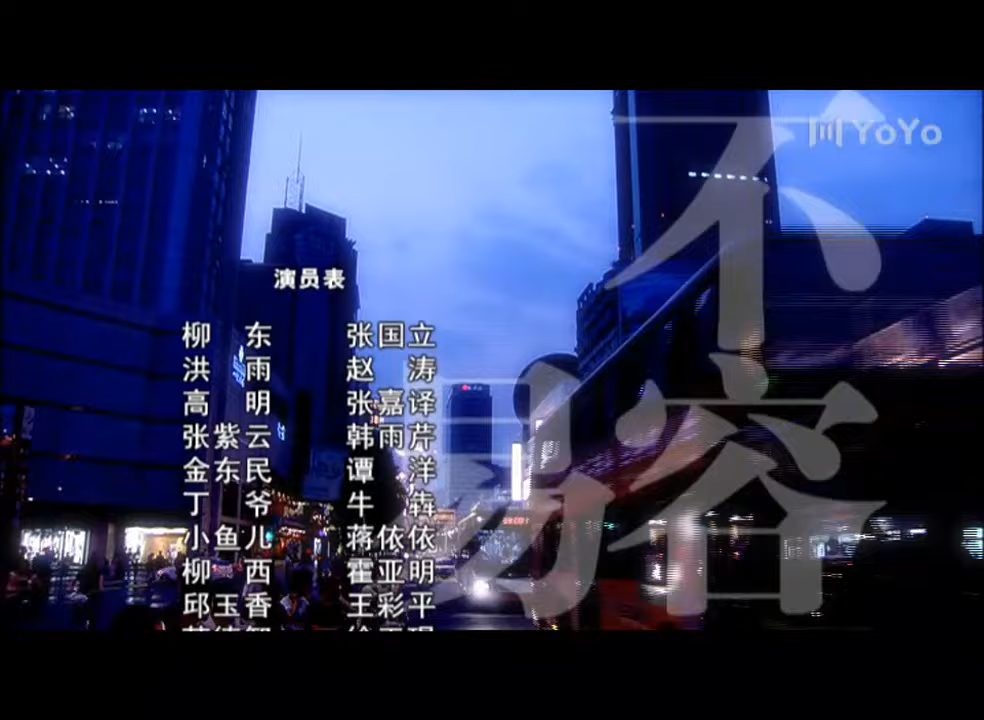 YoYo
不容易
演员表
柳 东 张国立
洪 雨 赵 涛
高 明 张嘉译
张紫云 韩雨芹
金东民 谭 洋
丁 爷 牛 犇
小鱼儿 蒋依依
柳 西 霍亚明
邱玉香 王彩平